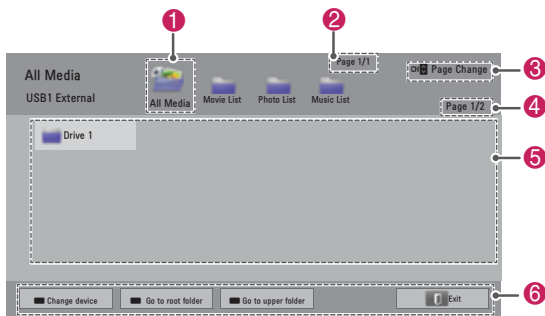 1
2
Page 1/1
CH Page Change
3
All Media
USB1 External
All Media
Movie List
Photo List
Music List
Page 1/2
4
Drive 1
5
Change device
Go to root folder
Go to upper folder
Exit
6